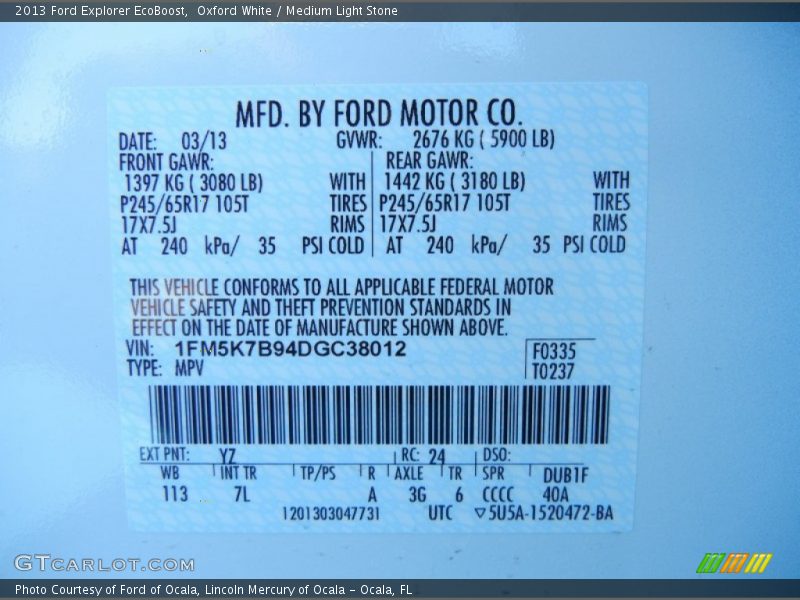 2013 Ford Explorer EcoBoost, Oxford White / Medium Light Stone
MFD. BY FORD MOTOR CO.
DATE: 03/13 GVWR: 2676 KG ( 5900 LB)
FRONT GAWR: REAR GAWR:
1397 KG ( 3080 LB) WITH 1442 KG ( 3180 LB) WITH
P245/65R17 105T TIRES P245/65R17 105T TIRES
17X7.5J RIMS 17X7.5J RIMS
AT 240 kPa/ 35 PSI COLD AT 240 kPa/ 35 PSI COLD
THIS VEHICLE CONFORMS TO ALL APPLICABLE FEDERAL MOTOR
VEHICLE SAFETY AND THEFT PREVENTION STANDARDS IN
EFFECT ON THE DATE OF MANUFACTURE SHOWN ABOVE.
VIN: 1FM5K7B94DGC38012 F0335
TYPE: MPV T0237
EXT PNT: YZ RC: 24 DSO:
WB INT TR TP/PS R AXLE TR SPR DUB1F
113 7L A 3G 6 CCCC 40A
1201303047731 UTC ▽5U5A-1520472-BA
GTCARLOT.COM
Photo Courtesy of Ford of Ocala, Lincoln Mercury of Ocala – Ocala, FL